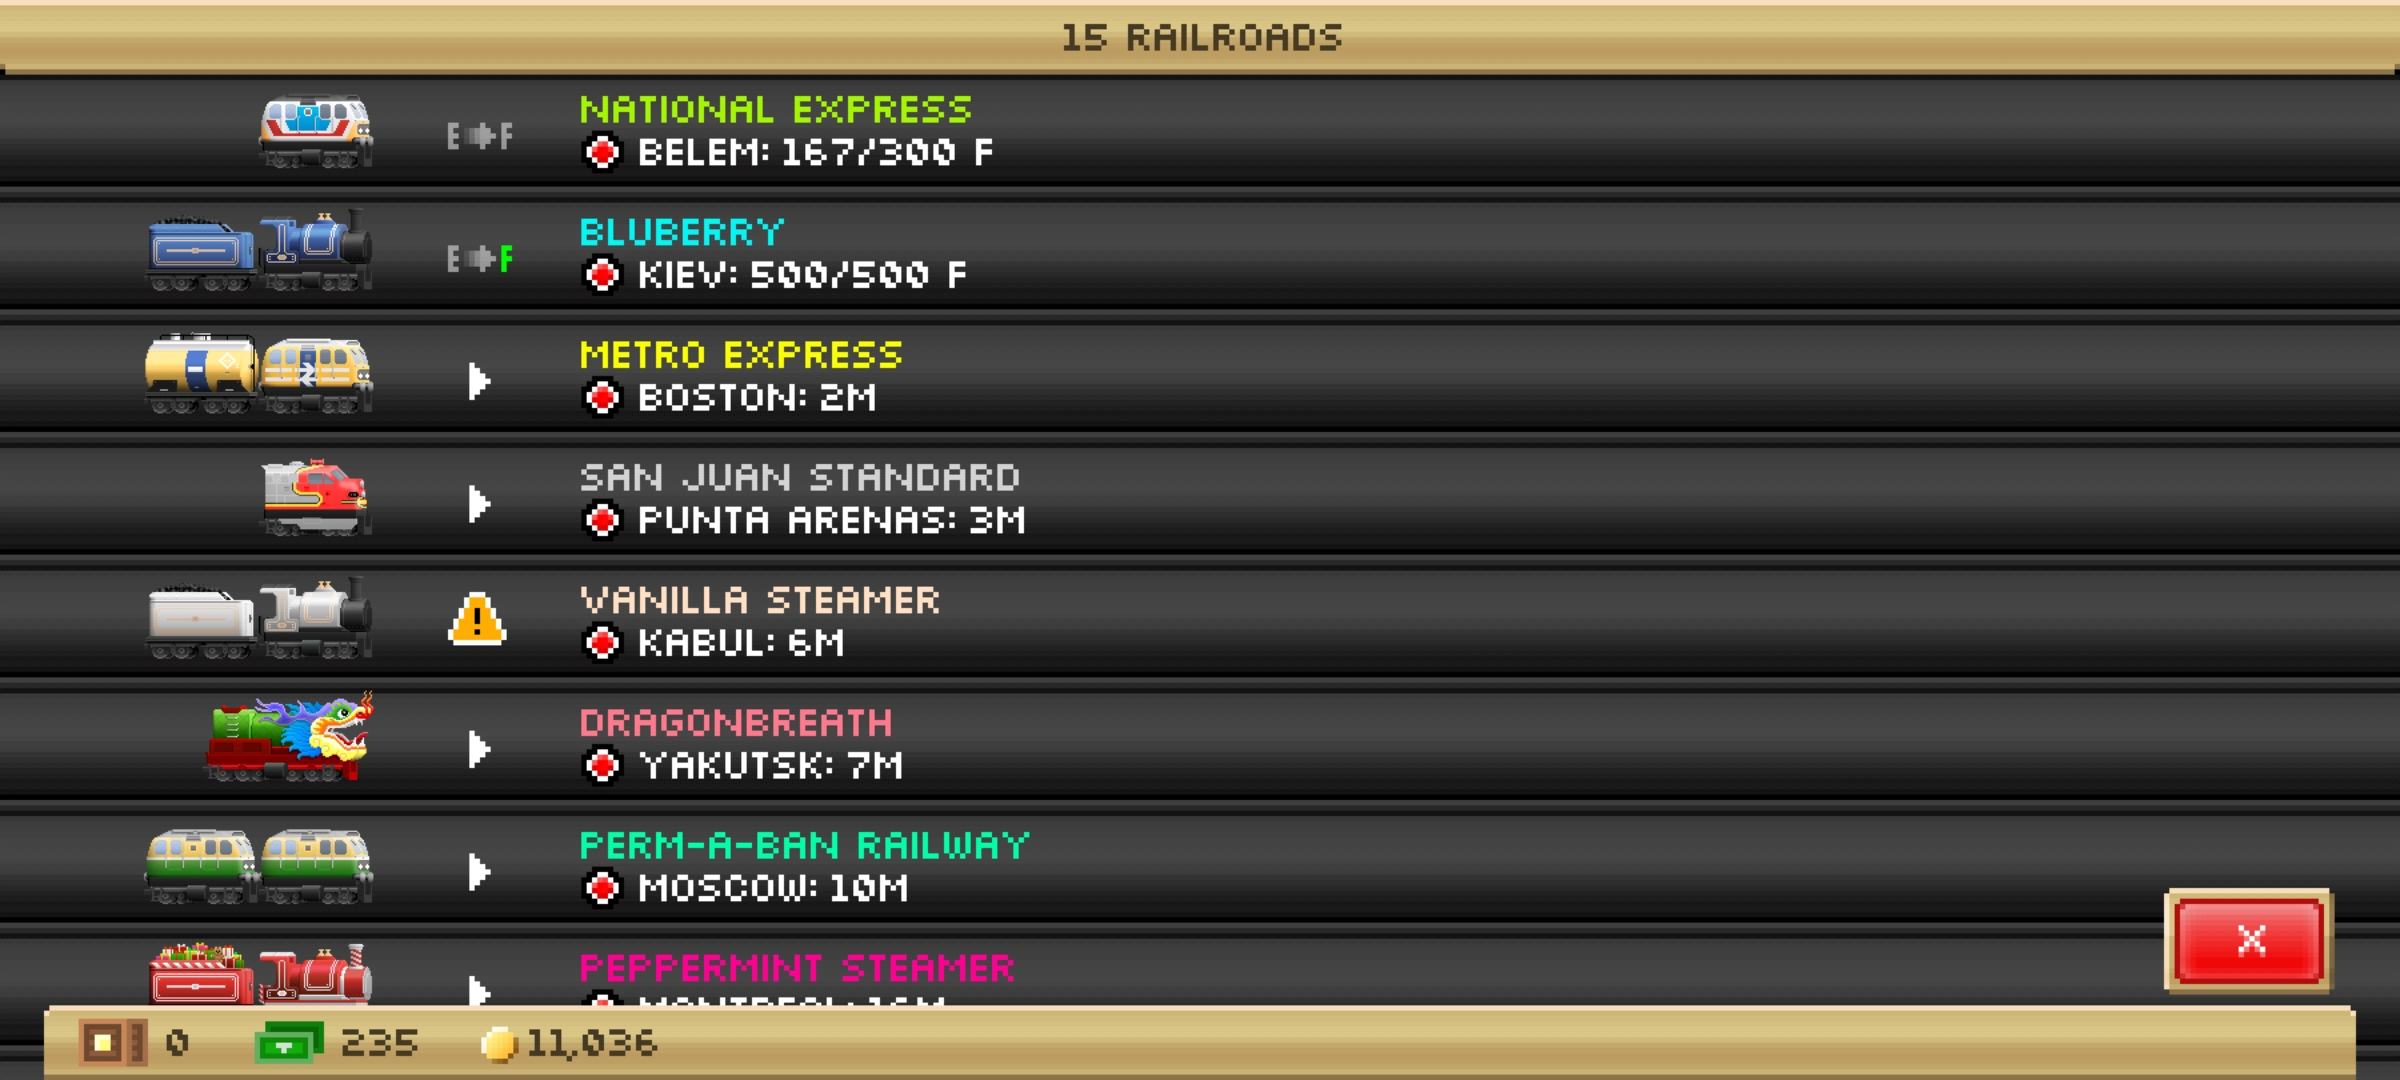 15 RAILROADS
NATIONAL EXPRESS
E F
BELEM: 167/300 F
BLUBERRY
E F
KIEV: 500/500 F
METRO EXPRESS
BOSTON: 2M
SAN JUAN STANDARD
PUNTA ARENAS: 3M
VANILLA STEAMER
KABUL: 6M
DRAGONBREATH
YAKUTSK: 7M
PERM-A-BAN RAILWAY
MOSCOW: 10M
X
PEPPERMINT STEAMER
0 235 11,036